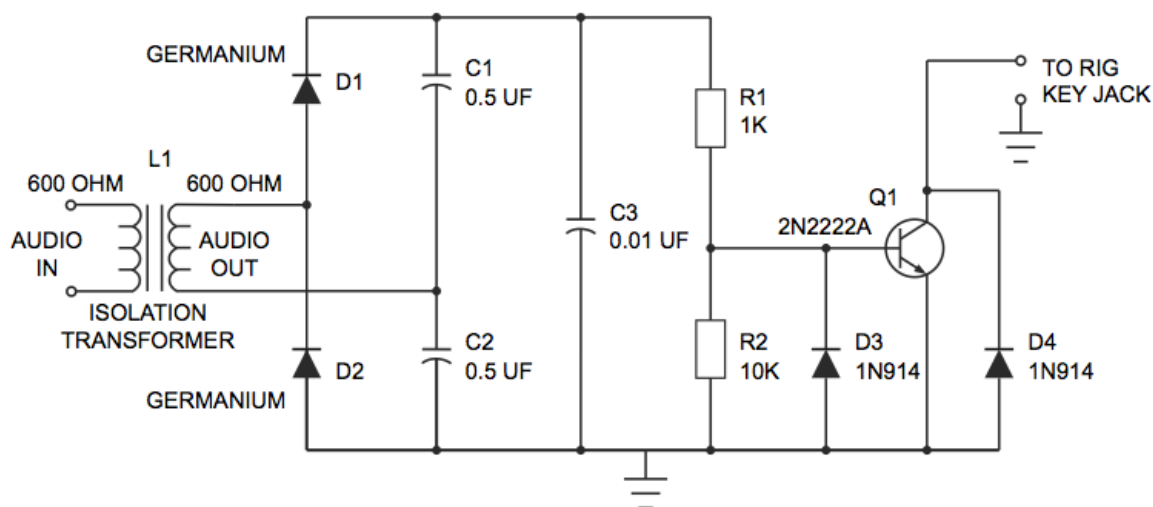 GERMANIUM
D1
C1
0.5 UF
R1
1K
TO RIG
KEY JACK
L1
600 OHM
600 OHM
AUDIO
IN
AUDIO
OUT
ISOLATION
TRANSFORMER
C3
0.01 UF
Q1
2N2222A
D2
GERMANIUM
C2
0.5 UF
R2
10K
D3
1N914
D4
1N914